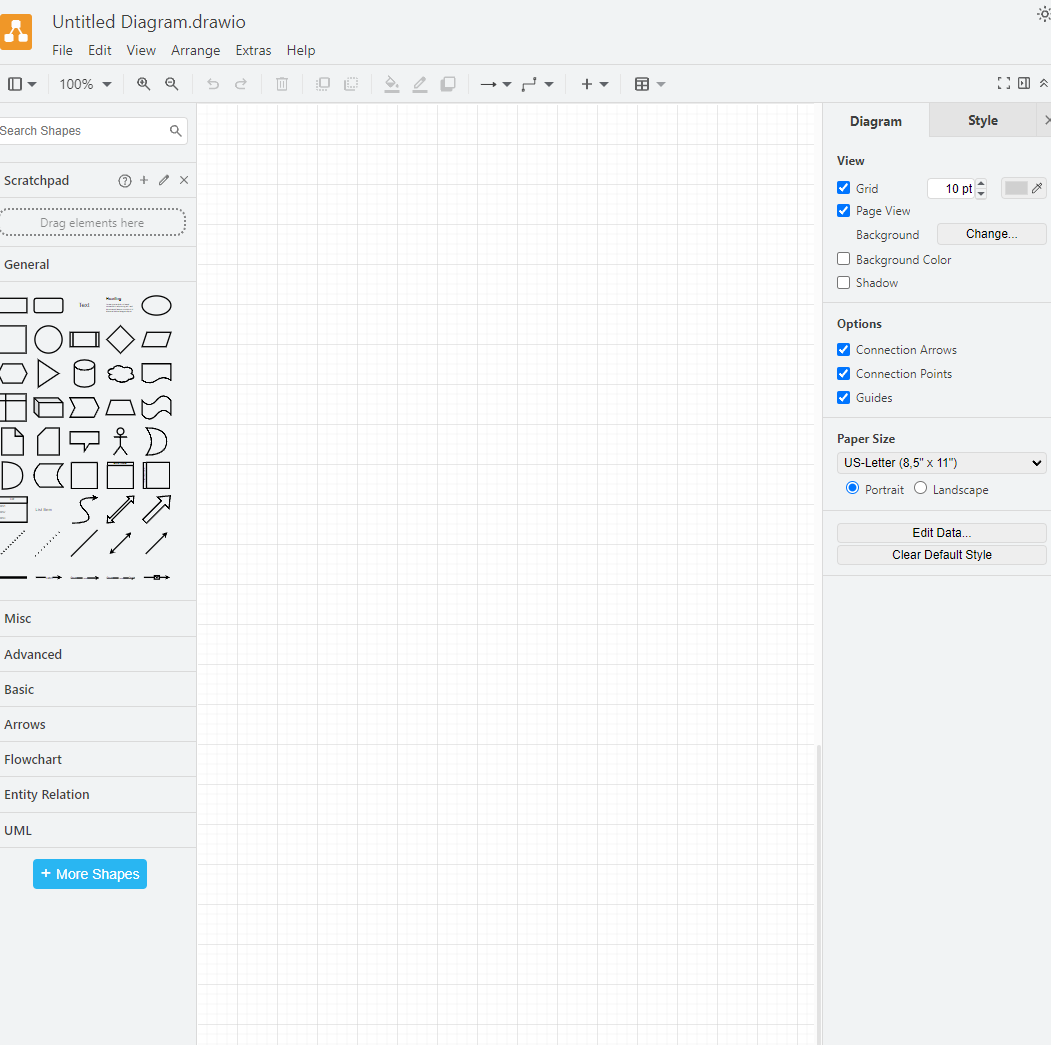 Untitled Diagram.drawio
File Edit View Arrange Extras Help
100%
Search Shapes
Scratchpad
Drag elements here
General
Text
Heading
List Item
Misc
Advanced
Basic
Arrows
Flowchart
Entity Relation
UML
+ More Shapes
Diagram Style
View
Grid 10 pt
Page View
Background Change...
Background Color
Shadow
Options
Connection Arrows
Connection Points
Guides
Paper Size
US-Letter (8,5" x 11")
Portrait Landscape
Edit Data...
Clear Default Style